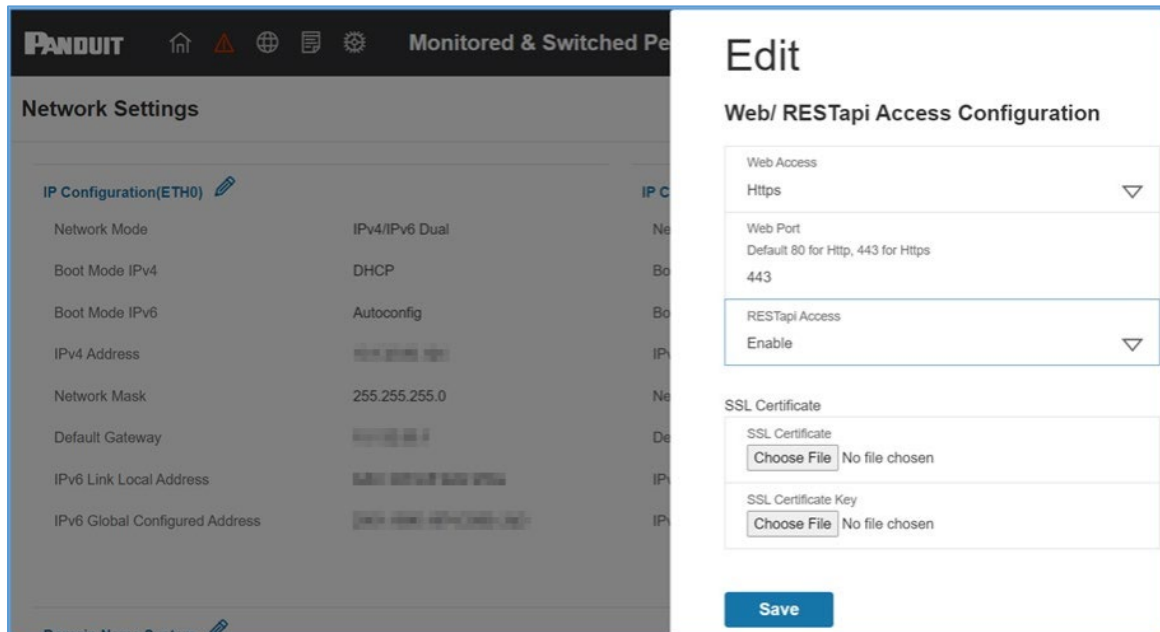 PANDUIT
Monitored & Switched Pe
Network Settings
IP Configuration(ETH0)
IP C
Network Mode IPv4/IPv6 Dual
Ne
Boot Mode IPv4 DHCP
Bo
Boot Mode IPv6 Autoconfig
Bo
IPv4 Address
IPv
Network Mask 255.255.255.0
Ne
Default Gateway
De
IPv6 Link Local Address
IPv
IPv6 Global Configured Address
IPv
Edit
Web/ RESTapi Access Configuration
Web Access
Https
Web Port
Default 80 for Http, 443 for Https
443
RESTapi Access
Enable
SSL Certificate
SSL Certificate
Choose File No file chosen
SSL Certificate Key
Choose File No file chosen
Save